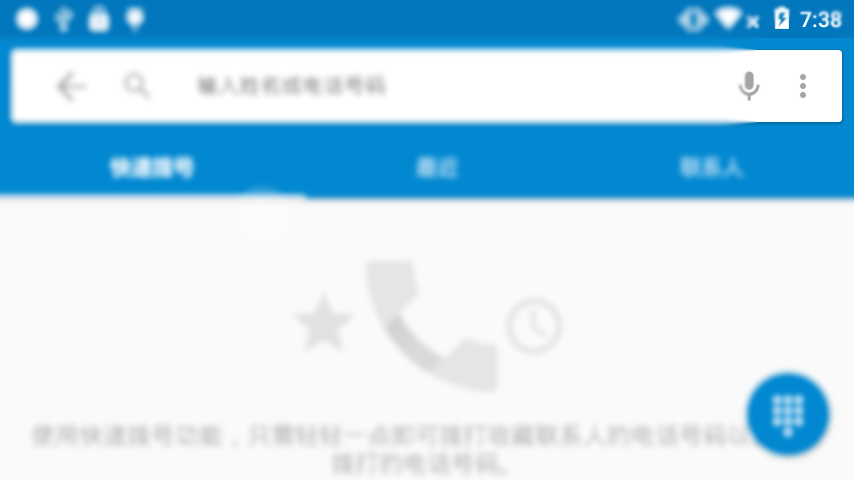 7:38
输入姓名或电话号码
快速拨号
最近
联系人
使用快速拨号功能，只需轻轻一点即可拨打收藏联系人的电话号码以
拨打的电话号码。